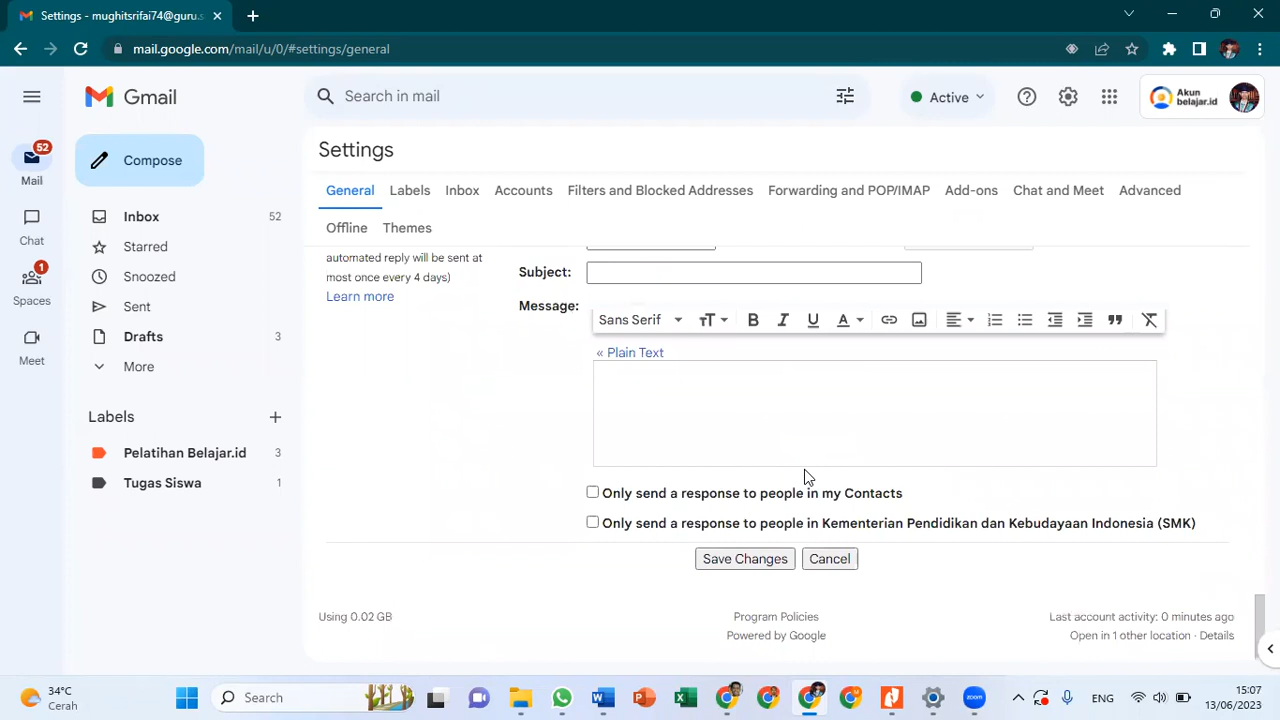 Settings - mughitsrifai74@guru.s
mail.google.com/mail/u/0/#settings/general
Gmail
Search in mail
Active
Akun
belajar.id
52
Mail
Chat
1
Spaces
Meet
Compose
Inbox 52
Starred
Snoozed
Sent
Drafts 3
More
Labels
Pelatihan Belajar.id 3
Tugas Siswa 1
Settings
General Labels Inbox Accounts Filters and Blocked Addresses Forwarding and POP/IMAP Add-ons Chat and Meet Advanced
Offline Themes
automated reply will be sent at
most once every 4 days)
Learn more
Subject:
Message:
Sans Serif
« Plain Text
Only send a response to people in my Contacts
Only send a response to people in Kementerian Pendidikan dan Kebudayaan Indonesia (SMK)
Save Changes Cancel
Using 0.02 GB
Program Policies
Powered by Google
Last account activity: 0 minutes ago
Open in 1 other location · Details
34°C
Cerah
Search
ENG
15:07
13/06/2023